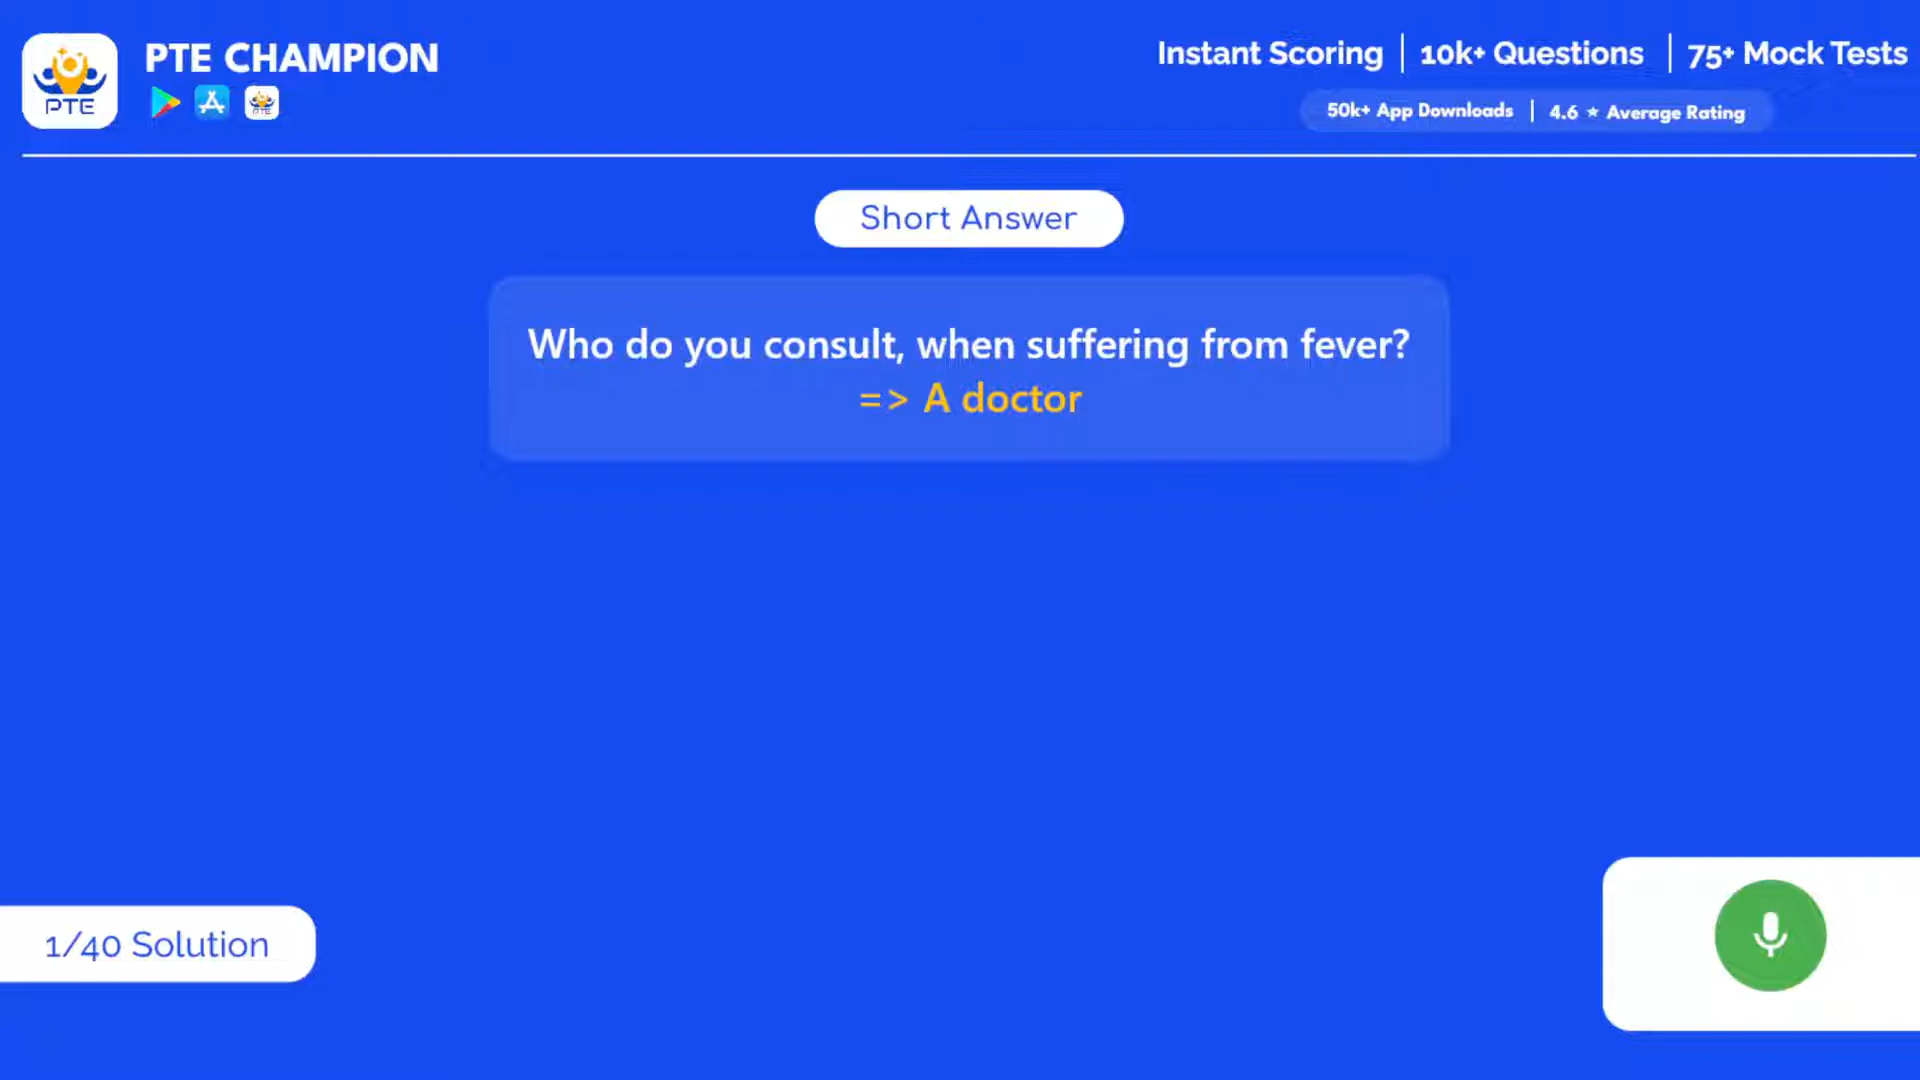 PTE
PTE CHAMPION
Instant Scoring | 10k+ Questions | 75+ Mock Tests
50k+ App Downloads | 4.6 ★ Average Rating
Short Answer
Who do you consult, when suffering from fever?
=> A doctor
1/40 Solution